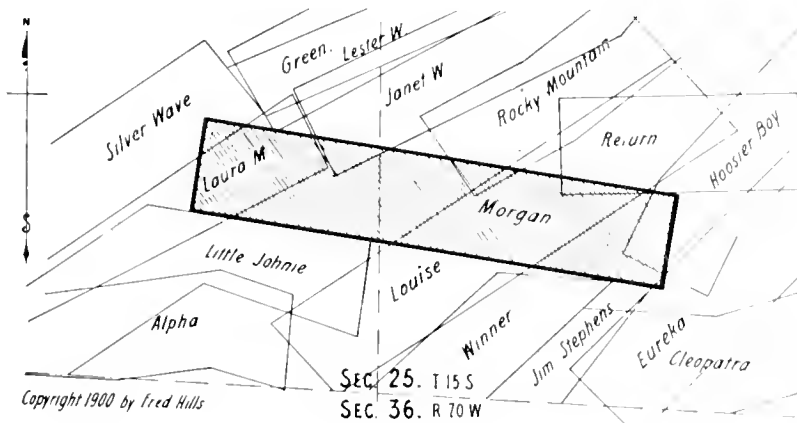 N
Green.
Lester W.
Janet W
Rocky Mountain
Silver Wave
Return
Hoosier Boy
Laura M
Morgan
S
Little Johnie
Louise
Alpha
Winner
Jim Stephens
Eureka
Cleopatra
SEC. 25. T 15 S
SEC. 36. R 70 W
Copyright 1900 by Fred Hills